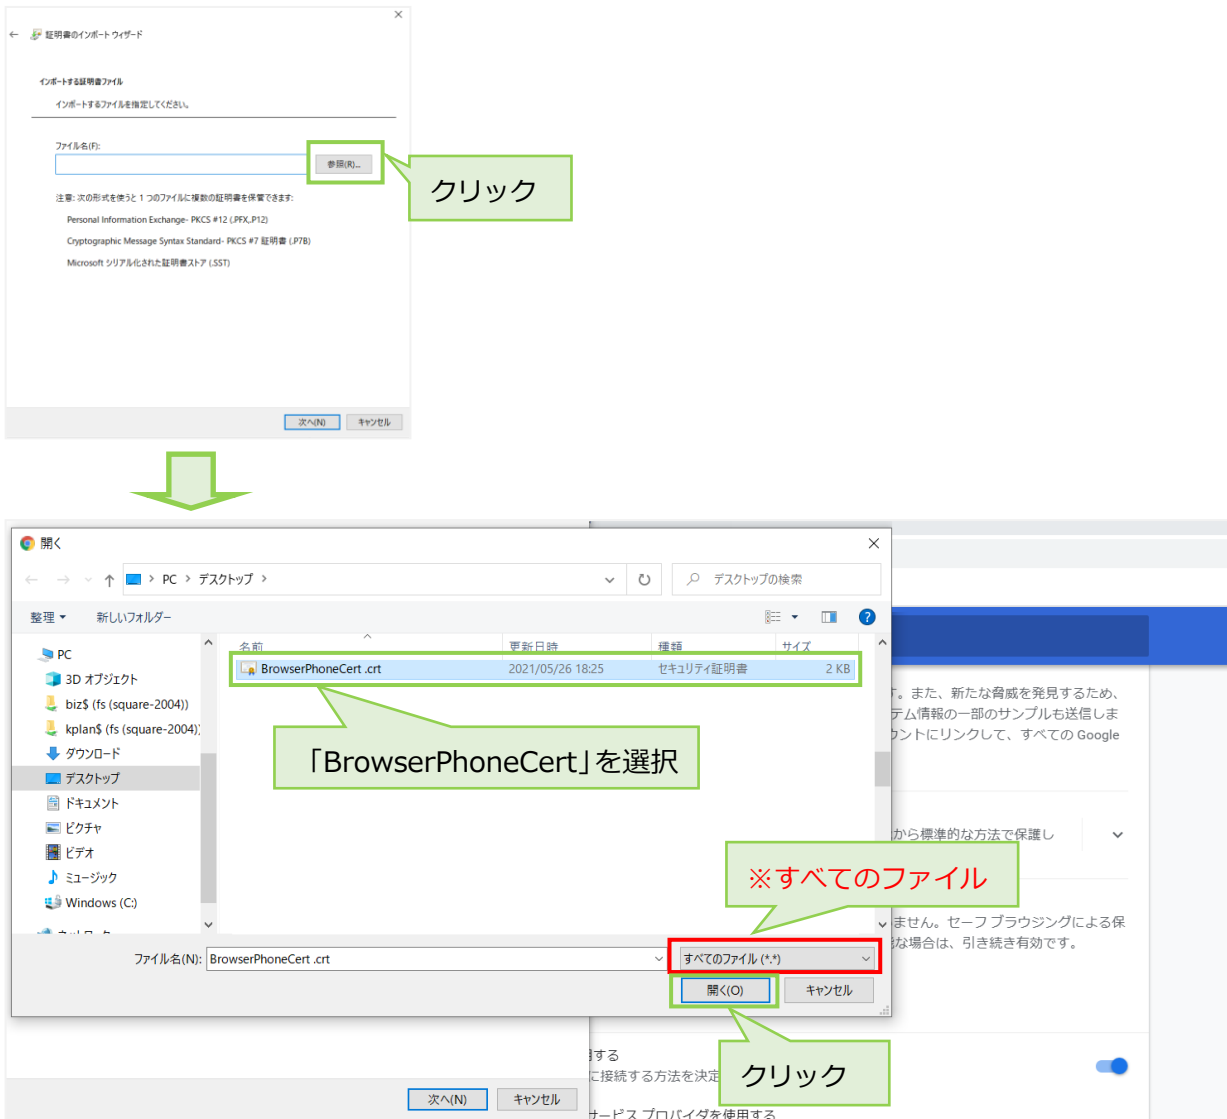 証明書のインポート ウィザード
インポートする証明書ファイル
インポートするファイルを指定してください。
ファイル名(F):
参照(R)...
クリック
注意: 次の形式を使うと 1 つのファイルに複数の証明書を保管できます:
Personal Information Exchange- PKCS #12 (.PFX,.P12)
Cryptographic Message Syntax Standard- PKCS #7 証明書 (.P7B)
Microsoft シリアル化された証明書ストア (.SST)
次へ(N) キャンセル
開く
PC > デスクトップ >
デスクトップの検索
整理 新しいフォルダー
名前 更新日時 種類 サイズ
BrowserPhoneCert .crt 2021/05/26 18:25 セキュリティ証明書 2 KB
PC
3D オブジェクト
biz$ (fs (square-2004))
kplan$ (fs (square-2004))
ダウンロード
デスクトップ
ドキュメント
ピクチャ
ビデオ
ミュージック
Windows (C:)
「BrowserPhoneCert」を選択
※すべてのファイル
ファイル名(N): BrowserPhoneCert .crt
すべてのファイル (*.*)
開く(O) キャンセル
クリック
す。また、新たな脅威を発見するため、
テム情報の一部のサンプルも送信しま
ウントにリンクして、すべての Google
から標準的な方法で保護し
ません。セーフ ブラウジングによる保
な場合は、引き続き有効です。
する
に接続する方法を決定
サービス プロバイダを使用する
次へ(N) キャンセル